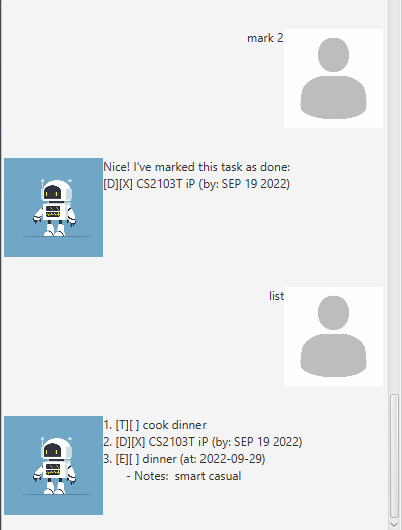 mark 2
Nice! I've marked this task as done:
[D][X] CS2103T iP (by: SEP 19 2022)
list
1. [T][ ] cook dinner
2. [D][X] CS2103T iP (by: SEP 19 2022)
3. [E][ ] dinner (at: 2022-09-29)
- Notes:  smart casual